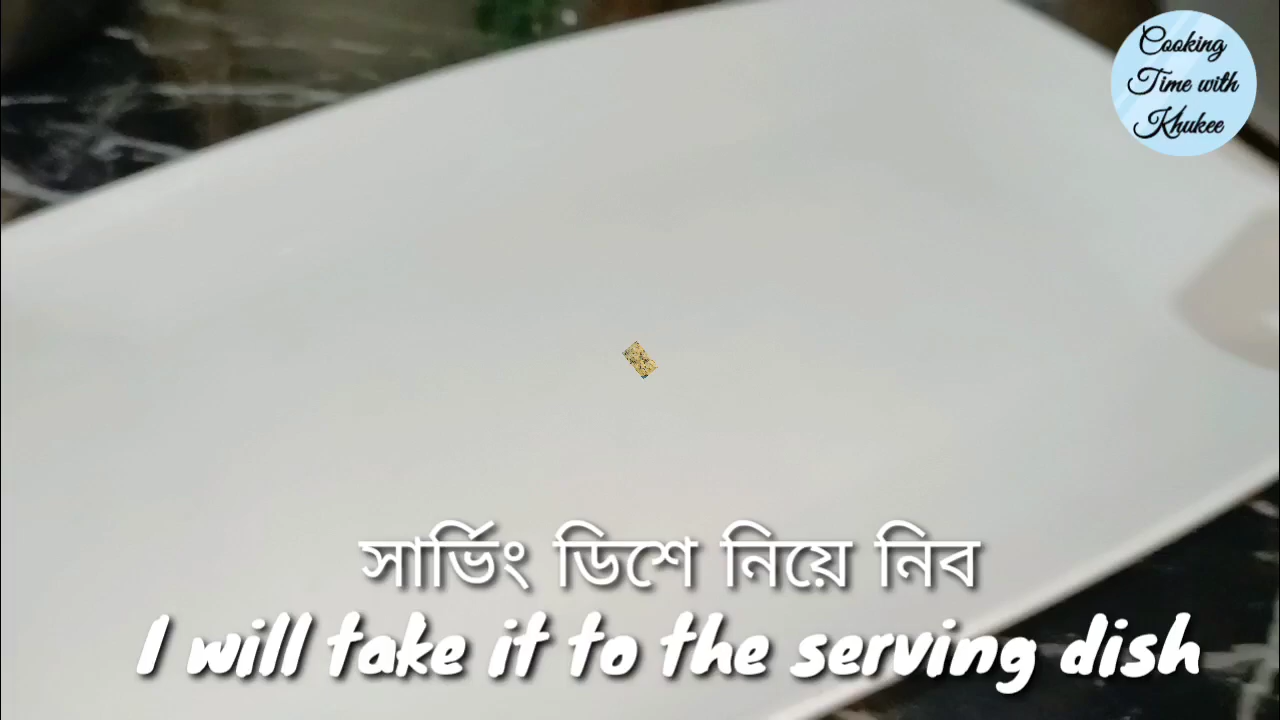 Cooking
Time with
Khukee
সার্ভিং ডিশে নিয়ে নিব
I will take it to the serving dish